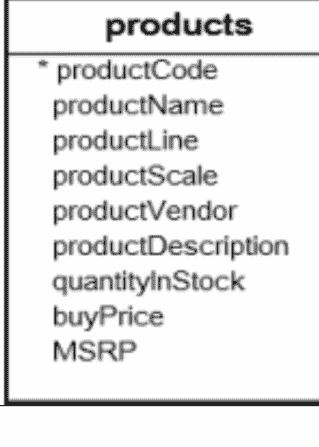 products
* productCode
productName
productLine
productScale
productVendor
productDescription
quantityInStock
buyPrice
MSRP